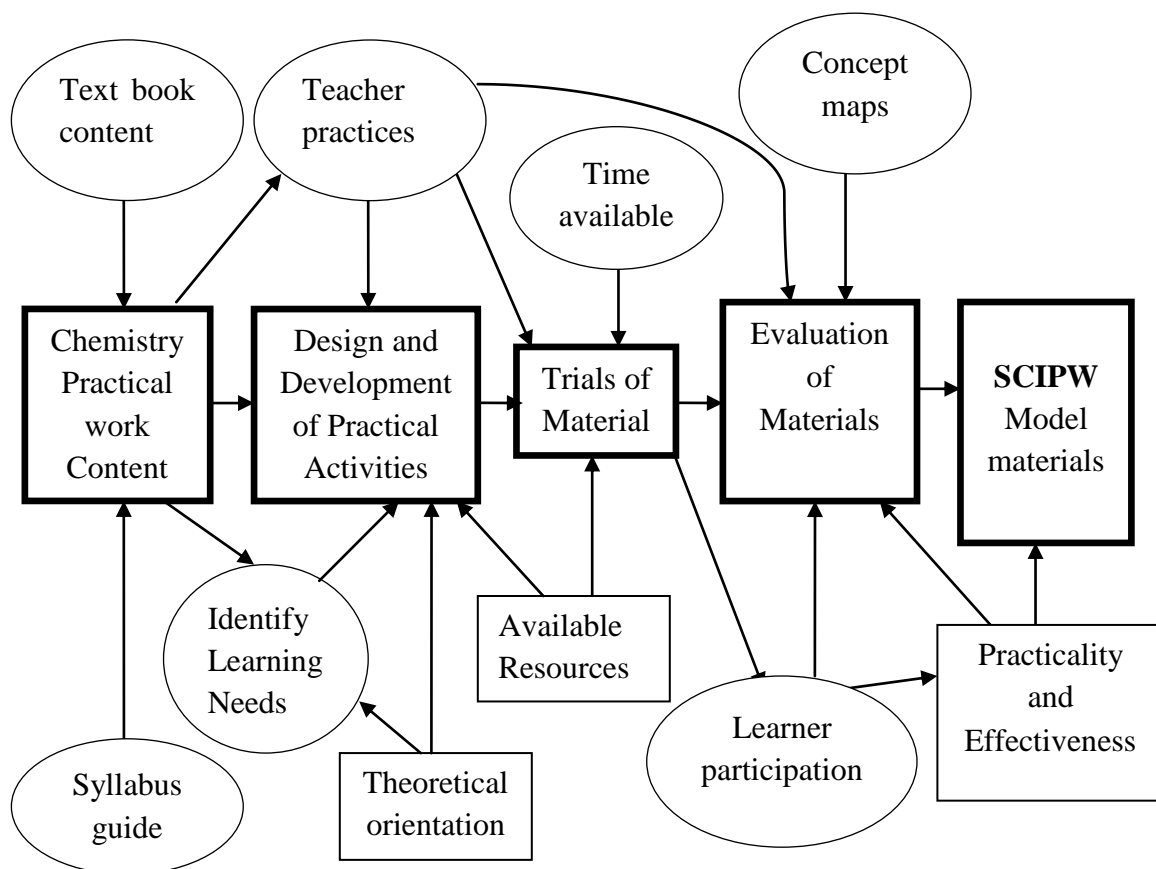 Text book
content
Teacher
practices
Concept
maps
Time
available
Chemistry
Practical
work
Content
Design and
Development
of Practical
Activities
Trials of
Material
Evaluation
of
Materials
SCIPW
Model
materials
Identify
Learning
Needs
Available
Resources
Practicality
and
Effectiveness
Syllabus
guide
Theoretical
orientation
Learner
participation